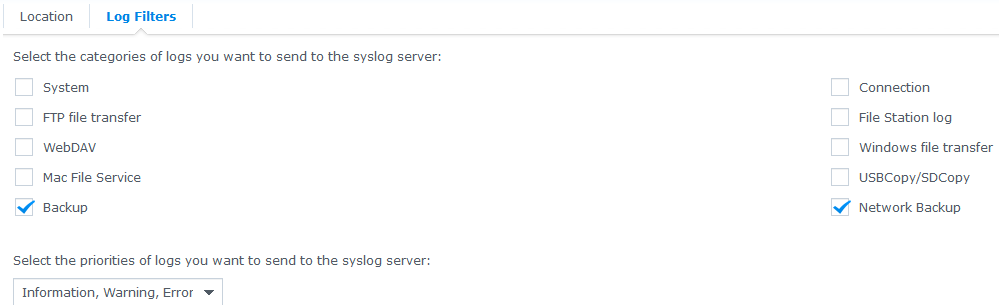 Location Log Filters
Select the categories of logs you want to send to the syslog server:
System Connection
FTP file transfer File Station log
WebDAV Windows file transfer
Mac File Service USBCopy/SDCopy
Backup Network Backup
Select the priorities of logs you want to send to the syslog server:
Information, Warning, Error